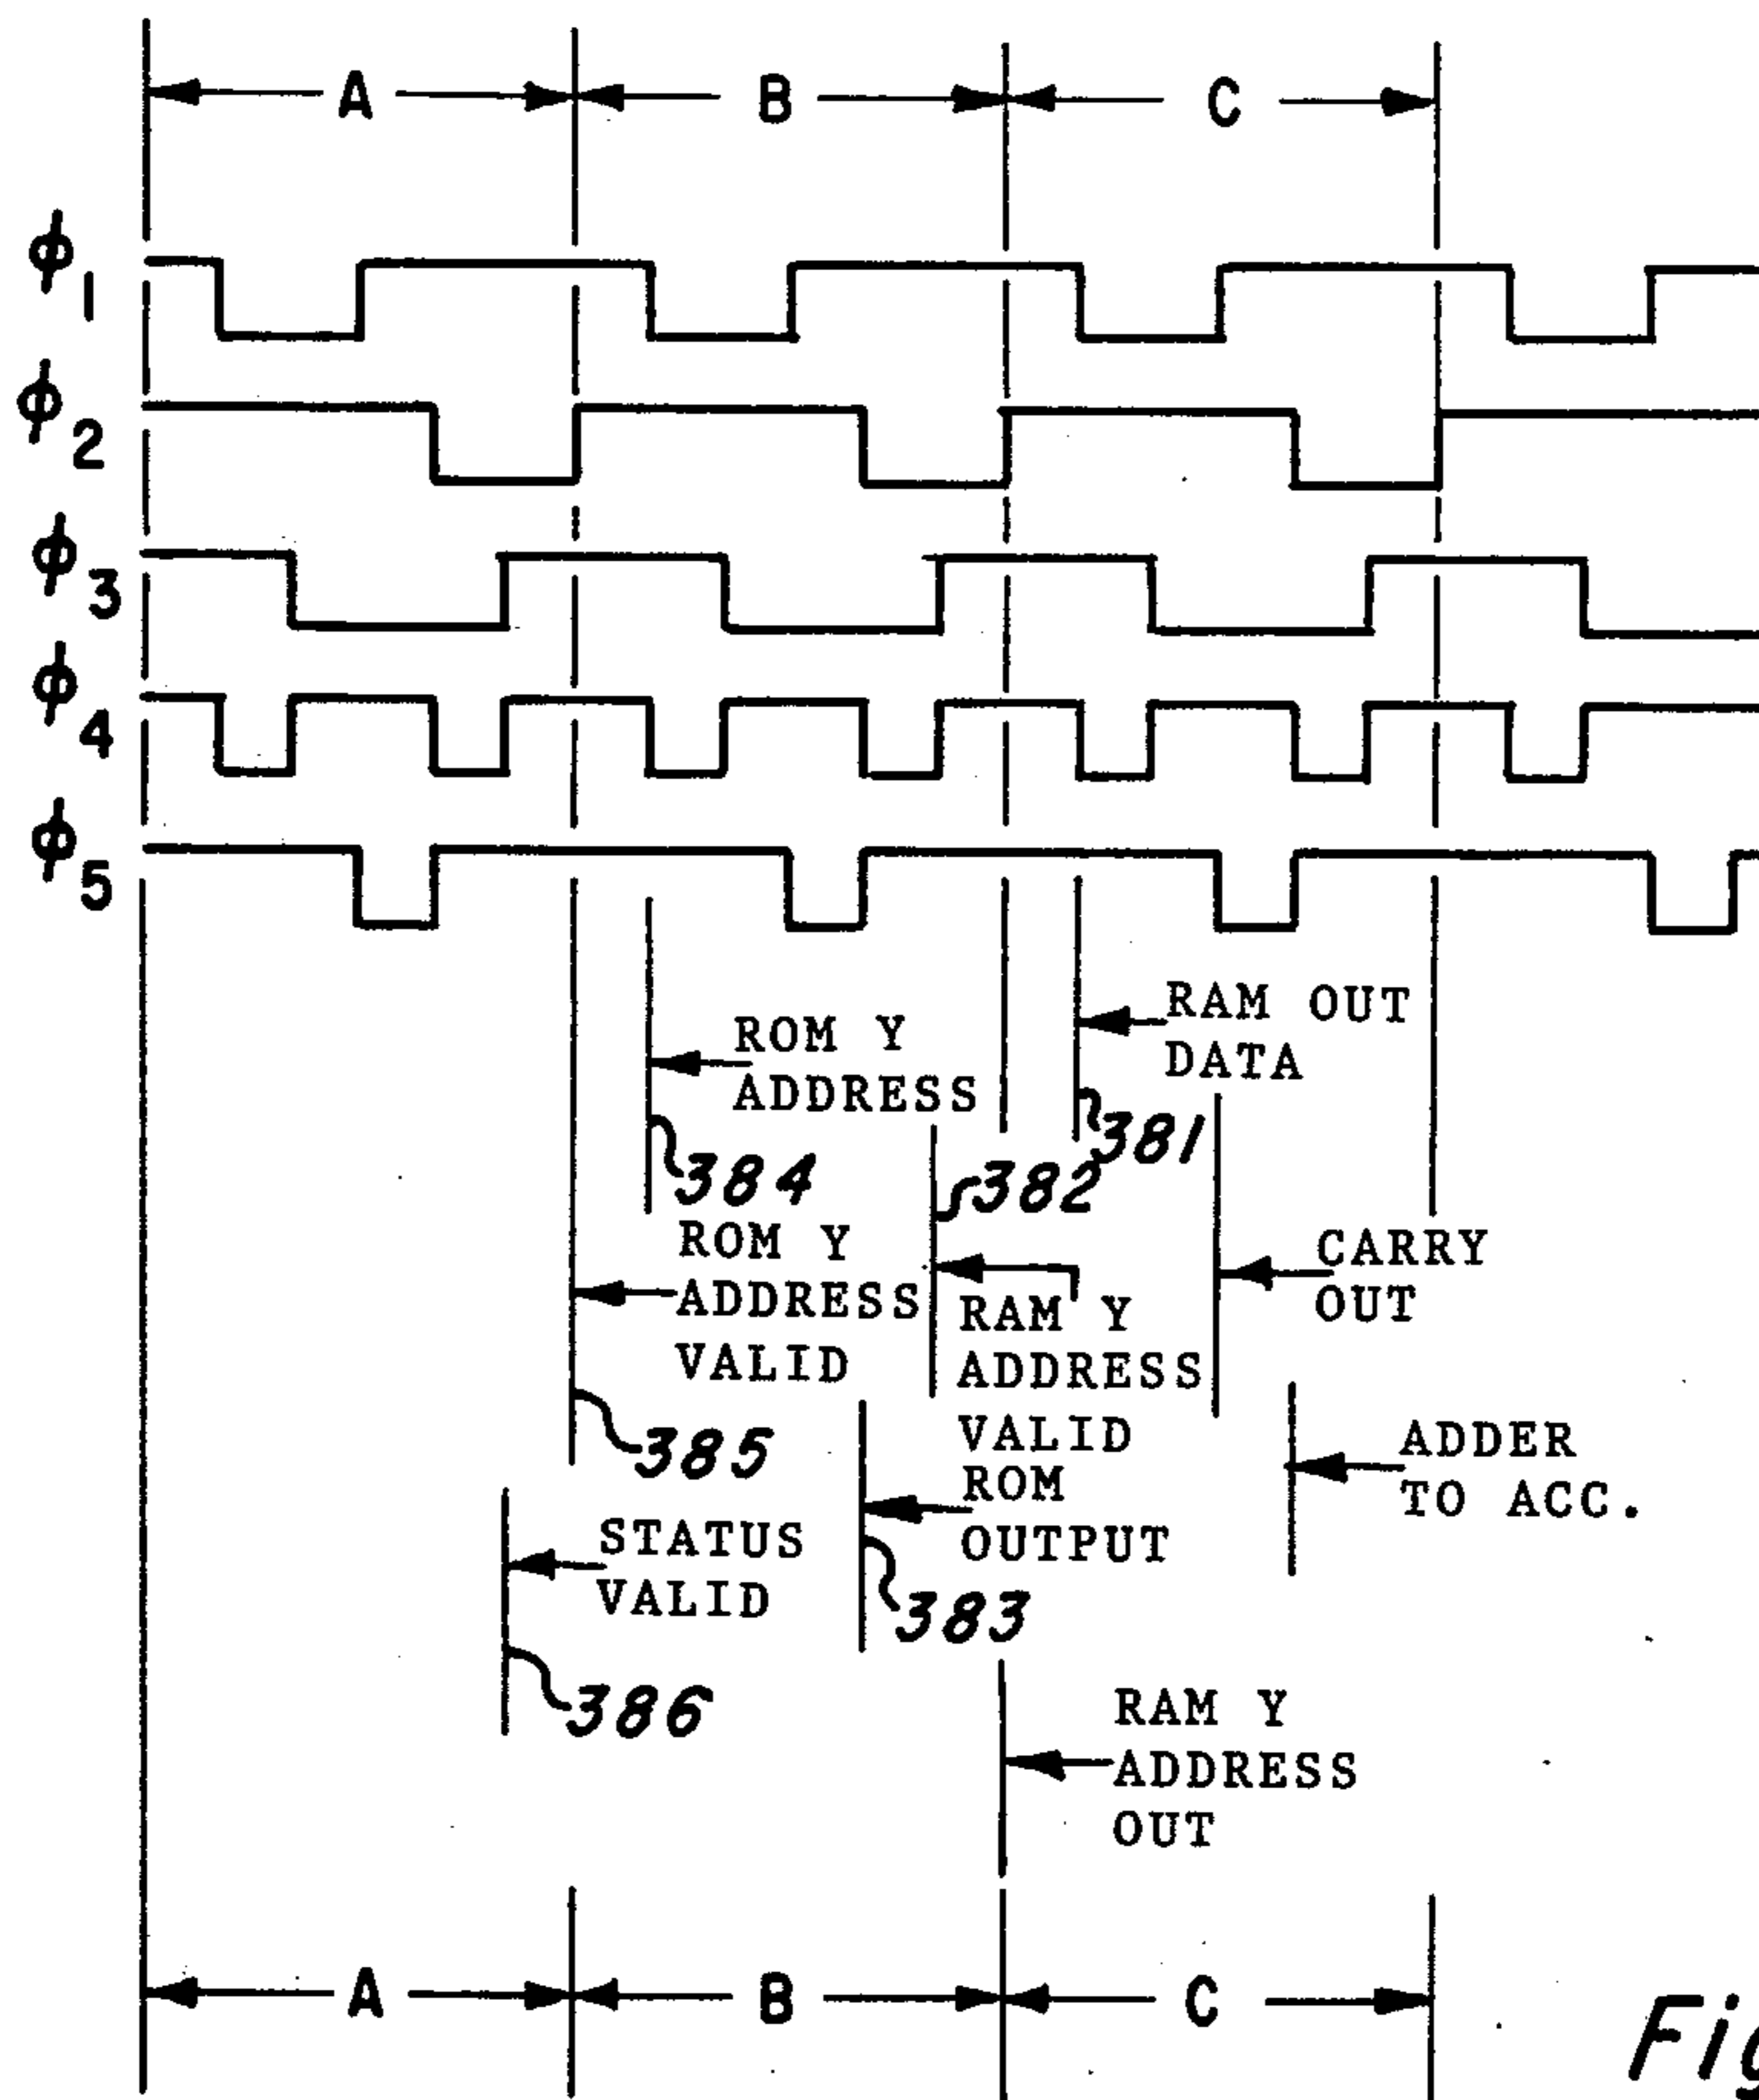 A B C
ϕ1
ϕ2
ϕ3
ϕ4
ϕ5
RAM OUT
DATA
381
ROM Y
ADDRESS
384
382
ROM Y
ADDRESS
VALID
385
CARRY
OUT
RAM Y
ADDRESS
VALID
ADDER
TO ACC.
ROM
OUTPUT
383
STATUS
VALID
386
RAM Y
ADDRESS
OUT
A B C